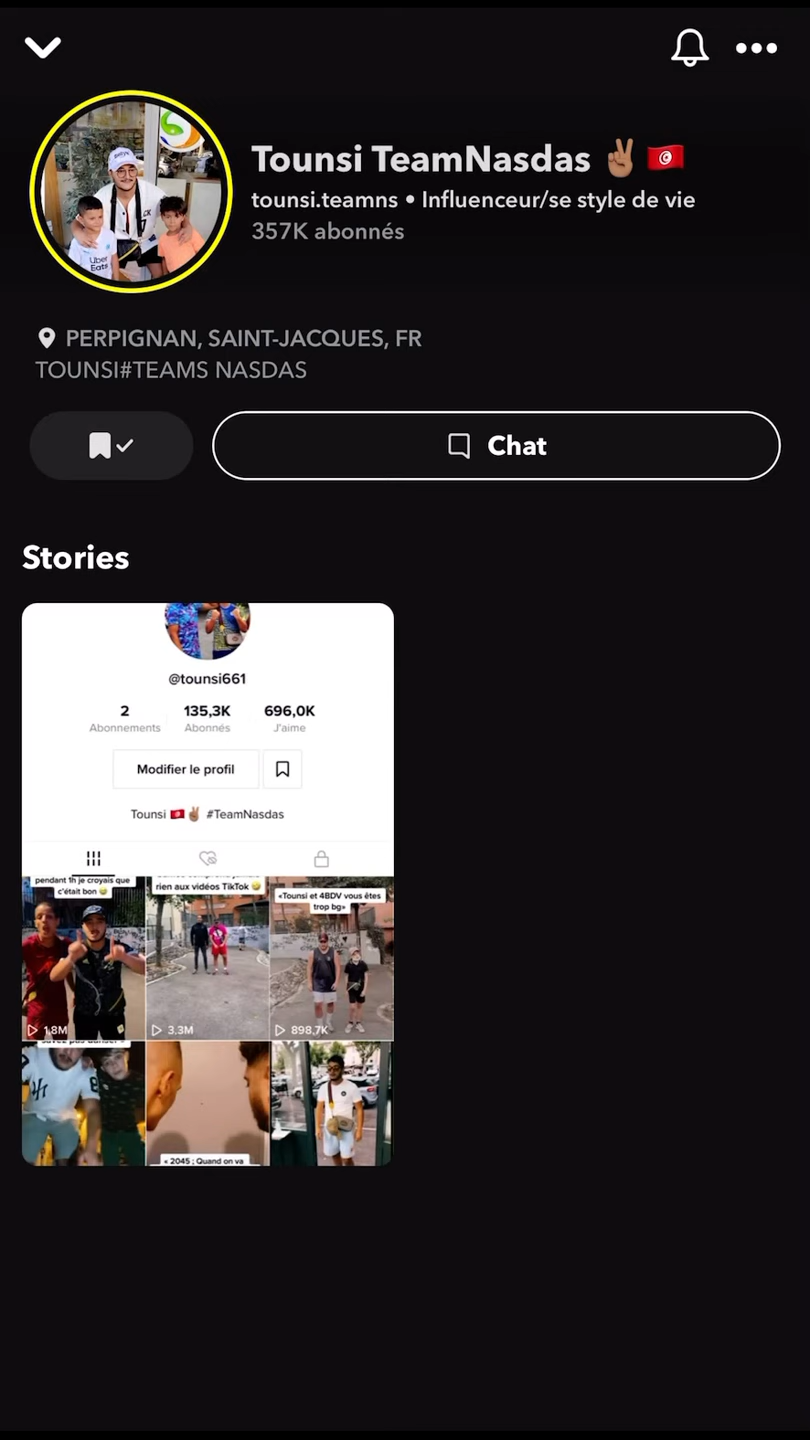 Tounsi TeamNasdas ✌🏽🇹🇳
tounsi.teamns • Influenceur/se style de vie
357K abonnés
PERPIGNAN, SAINT-JACQUES, FR
TOUNSI#TEAMS NASDAS
Chat
Stories
@tounsi661
2 135,3K 696,0K
Abonnements Abonnés J'aime
Modifier le profil
Tounsi 🇹🇳✌🏽 #TeamNasdas
pendant 1h je croyais que
c'était bon 🤣
rien aux vidéos TikTok 🤣
«Tounsi et 4BDV vous êtes
trop bg»
1.8M
3.3M
898.7K
« 2045 : Quand on va
Uber
Eats